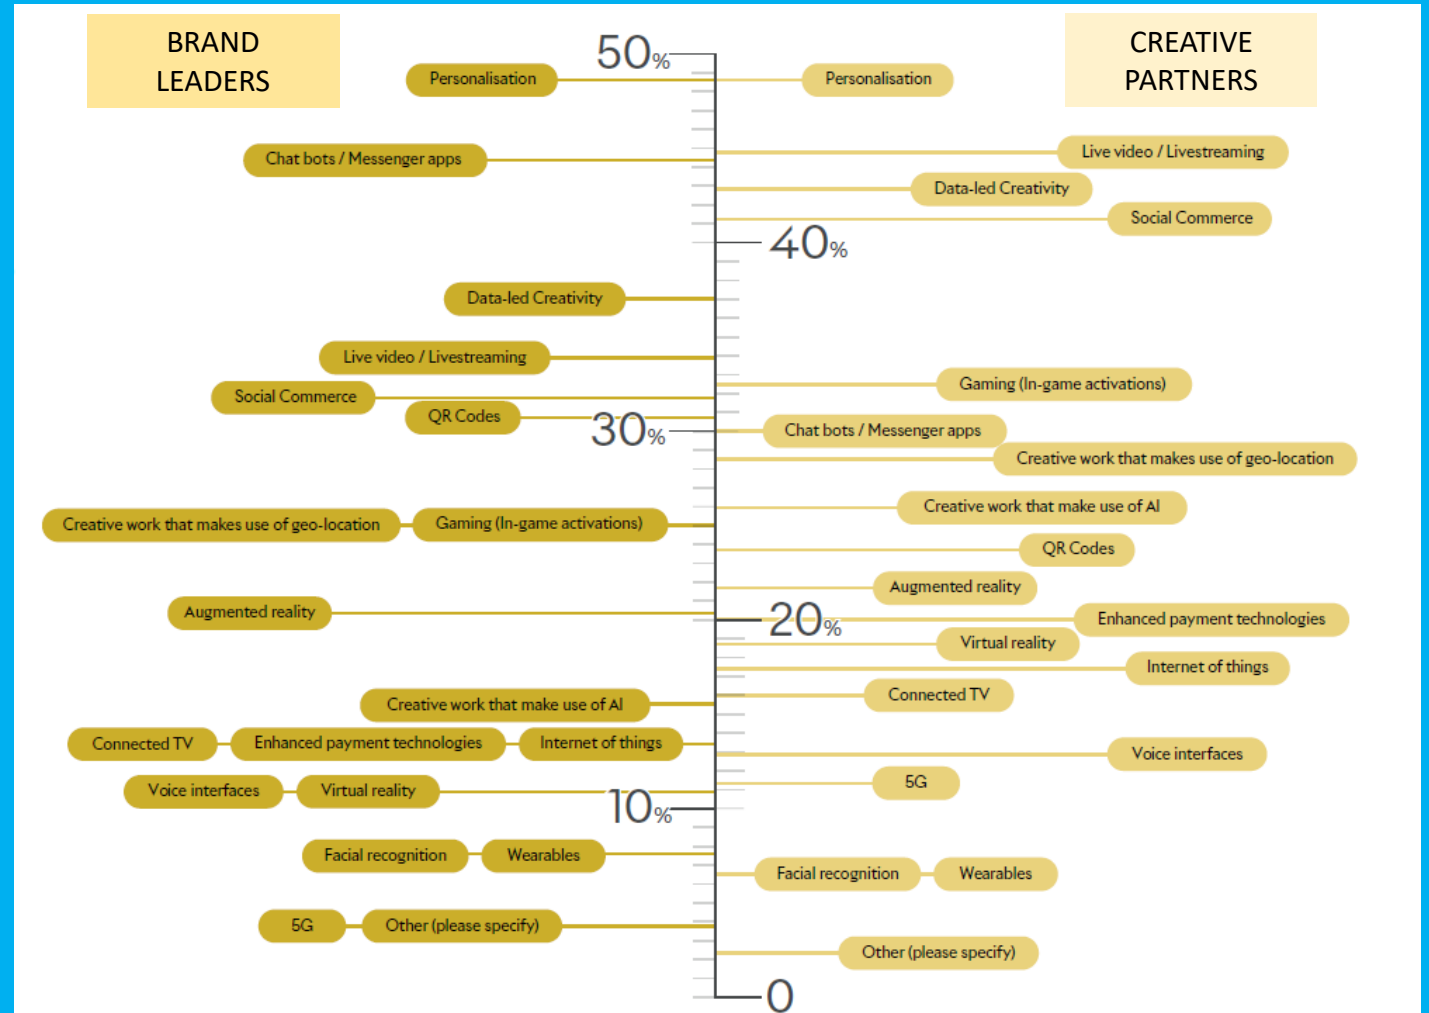 BRAND
LEADERS
CREATIVE
PARTNERS
50%
Personalisation
Personalisation
Chat bots / Messenger apps
Live video / Livestreaming
Data-led Creativity
Social Commerce
40%
Data-led Creativity
Live video / Livestreaming
Gaming (In-game activations)
Social Commerce
QR Codes
30%
Chat bots / Messenger apps
Creative work that makes use of geo-location
Creative work that make use of AI
Creative work that makes use of geo-location
Gaming (In-game activations)
QR Codes
Augmented reality
Augmented reality
20%
Enhanced payment technologies
Virtual reality
Internet of things
Connected TV
Creative work that make use of AI
Connected TV
Enhanced payment technologies
Internet of things
Voice interfaces
5G
Voice interfaces
Virtual reality
10%
Facial recognition
Wearables
Facial recognition
Wearables
5G
Other (please specify)
Other (please specify)
0